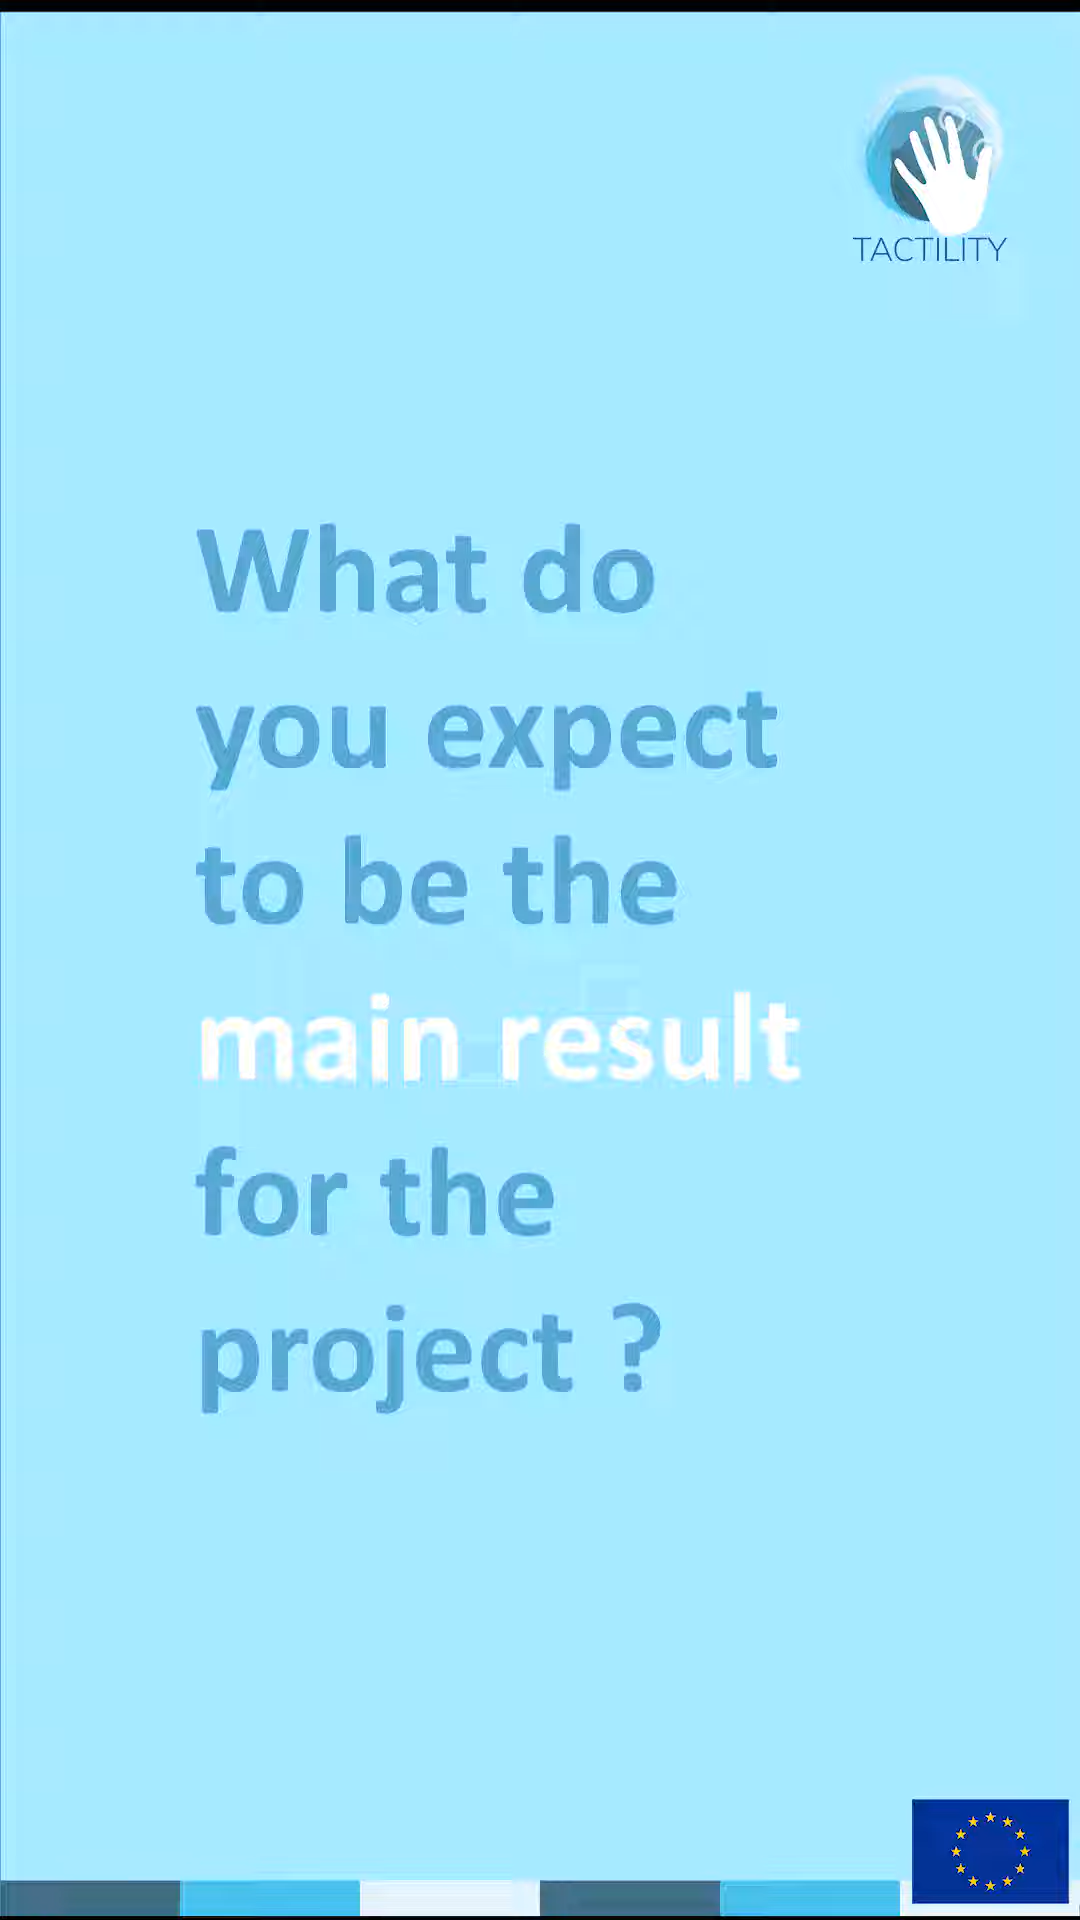 TACTILITY
What do
you expect
to be the
main result
for the
project ?